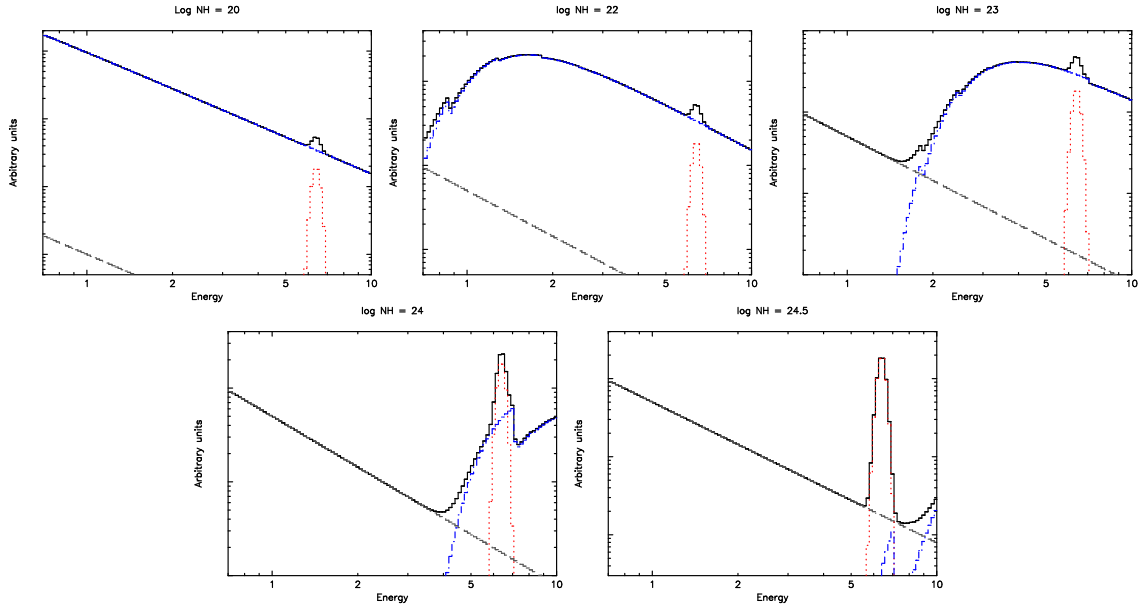 Log NH = 20
log NH = 22
log NH = 23
Arbitrary units
Arbitrary units
Arbitrary units
1 2 5 10
1 2 5 10
1 2 5 10
Energy
Energy
Energy
log NH = 24
log NH = 24.5
Arbitrary units
Arbitrary units
1 2 5 10
1 2 5 10
Energy
Energy